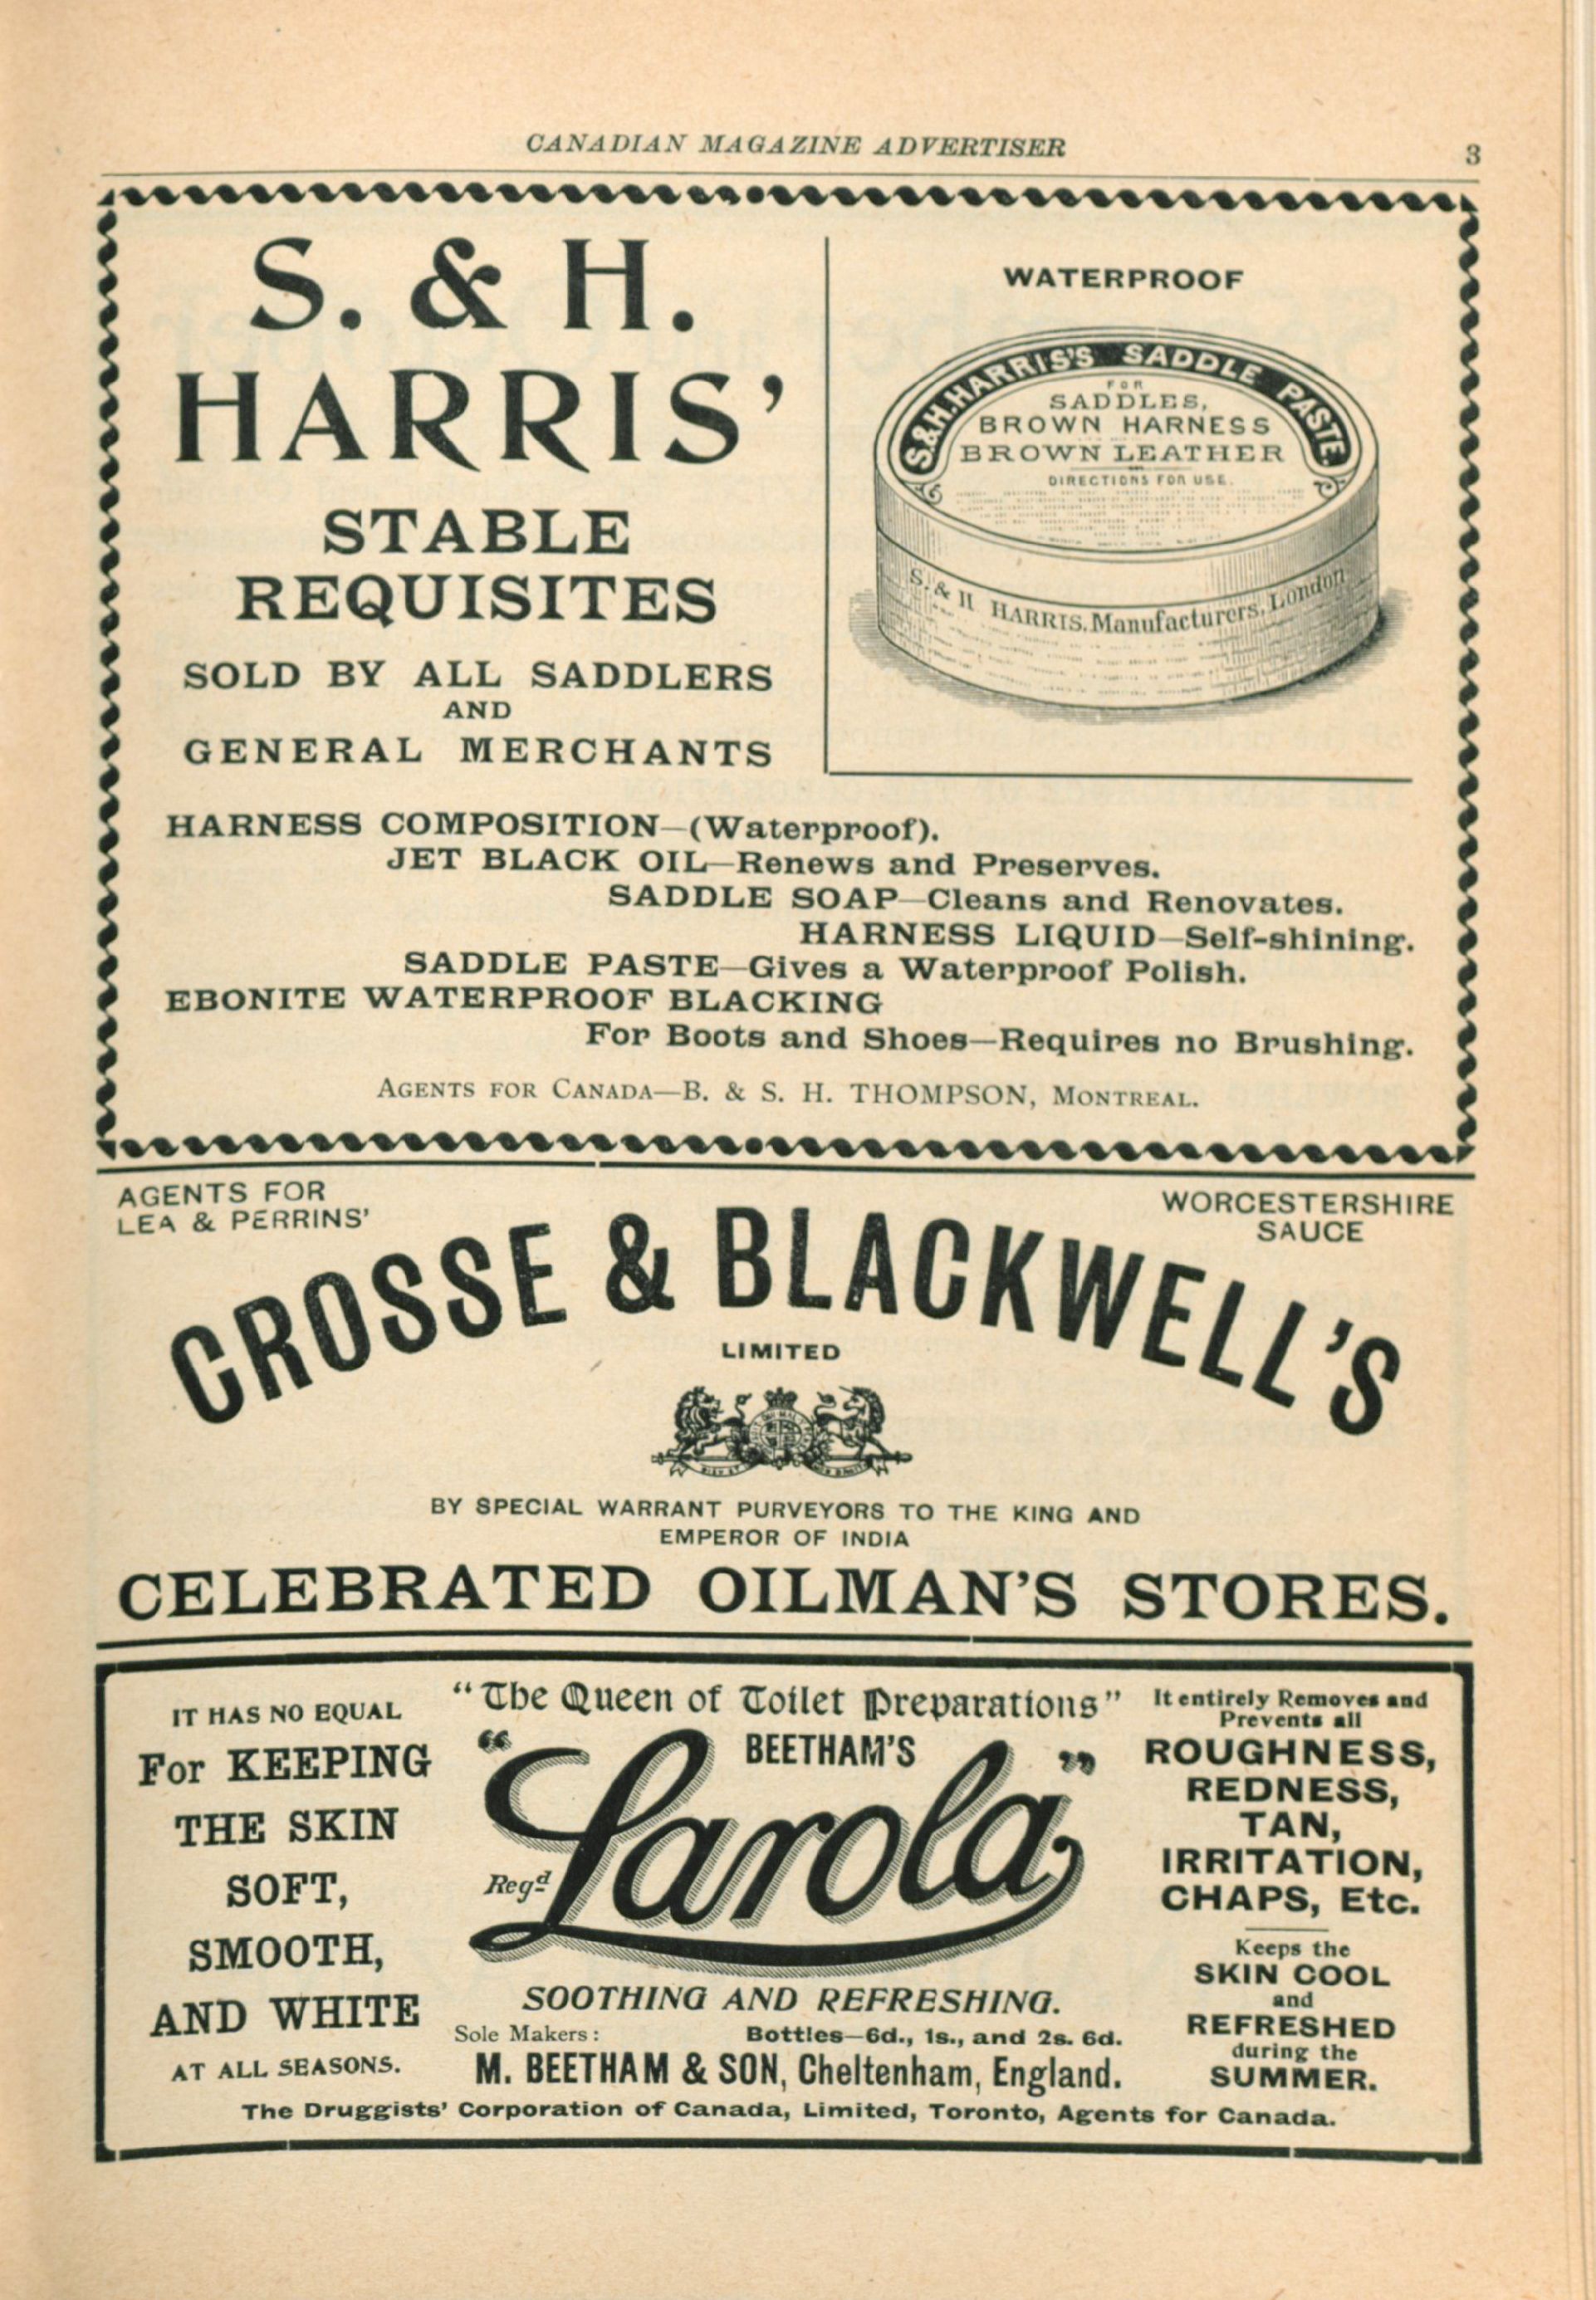 CANADIAN MAGAZINE ADVERTISER
3
S. & H.
HARRIS'
STABLE
REQUISITES
SOLD BY ALL SADDLERS
AND
GENERAL MERCHANTS
WATERPROOF
S.&H.HARRIS'S SADDLE PASTE.
FOR
SADDLES,
BROWN HARNESS
BROWN LEATHER
DIRECTIONS FOR USE.
S. & H HARRIS. Manufacturers, London
HARNESS COMPOSITION—(Waterproof).
JET BLACK OIL—Renews and Preserves.
SADDLE SOAP—Cleans and Renovates.
HARNESS LIQUID—Self-shining.
SADDLE PASTE—Gives a Waterproof Polish.
EBONITE WATERPROOF BLACKING
For Boots and Shoes—Requires no Brushing.
AGENTS FOR CANADA—B. & S. H. THOMPSON, MONTREAL.
AGENTS FOR
LEA & PERRINS'
WORCESTERSHIRE
SAUCE
CROSSE & BLACKWELL'S
LIMITED
BY SPECIAL WARRANT PURVEYORS TO THE KING AND
EMPEROR OF INDIA
CELEBRATED OILMAN'S STORES.
IT HAS NO EQUAL
For KEEPING
THE SKIN
SOFT,
SMOOTH,
AND WHITE
AT ALL SEASONS.
"The Queen of Toilet Preparations"
BEETHAM'S
"Larola"
Regd
SOOTHING AND REFRESHING.
Sole Makers: Bottles—6d., 1s., and 2s. 6d.
M. BEETHAM & SON, Cheltenham, England.
It entirely Removes and
Prevents all
ROUGHNESS,
REDNESS,
TAN,
IRRITATION,
CHAPS, Etc.
Keeps the
SKIN COOL
and
REFRESHED
during the
SUMMER.
The Druggists' Corporation of Canada, Limited, Toronto, Agents for Canada.